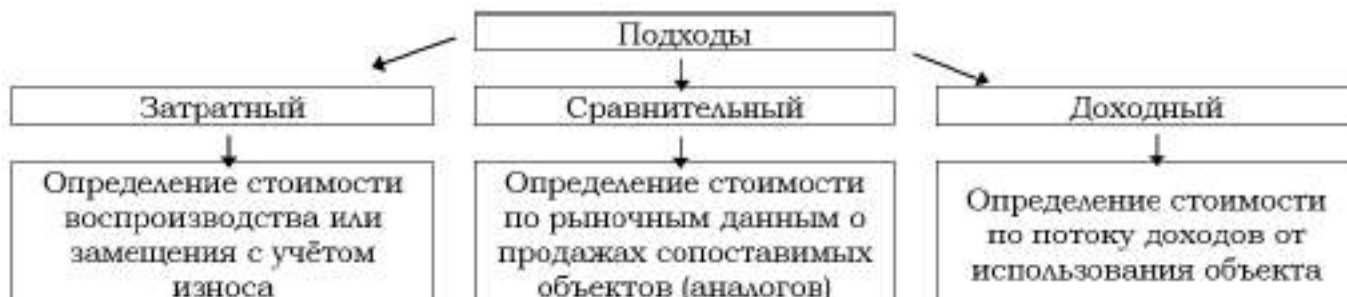 Подходы
Затратный
Сравнительный
Доходный
Определение стоимости
воспроизводства или
замещения с учётом
износа
Определение стоимости
по рыночным данным о
продажах сопоставимых
объектов (аналогов)
Определение стоимости
по потоку доходов от
использования объекта